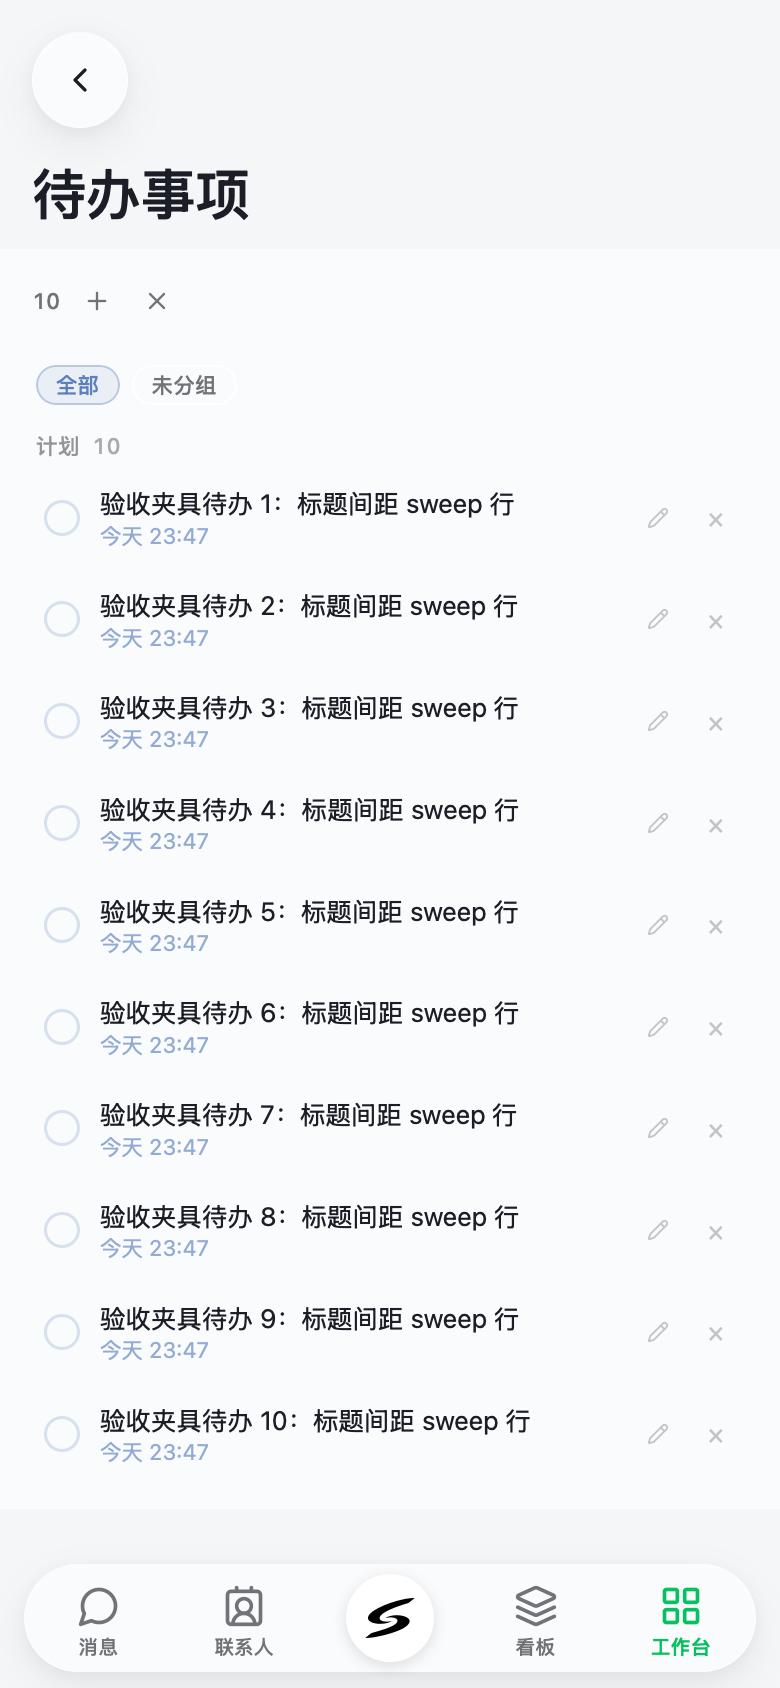 待办事项
10
全部 未分组
计划 10
验收夹具待办 1：标题间距 sweep 行
今天 23:47
验收夹具待办 2：标题间距 sweep 行
今天 23:47
验收夹具待办 3：标题间距 sweep 行
今天 23:47
验收夹具待办 4：标题间距 sweep 行
今天 23:47
验收夹具待办 5：标题间距 sweep 行
今天 23:47
验收夹具待办 6：标题间距 sweep 行
今天 23:47
验收夹具待办 7：标题间距 sweep 行
今天 23:47
验收夹具待办 8：标题间距 sweep 行
今天 23:47
验收夹具待办 9：标题间距 sweep 行
今天 23:47
验收夹具待办 10：标题间距 sweep 行
今天 23:47
消息 联系人 看板 工作台